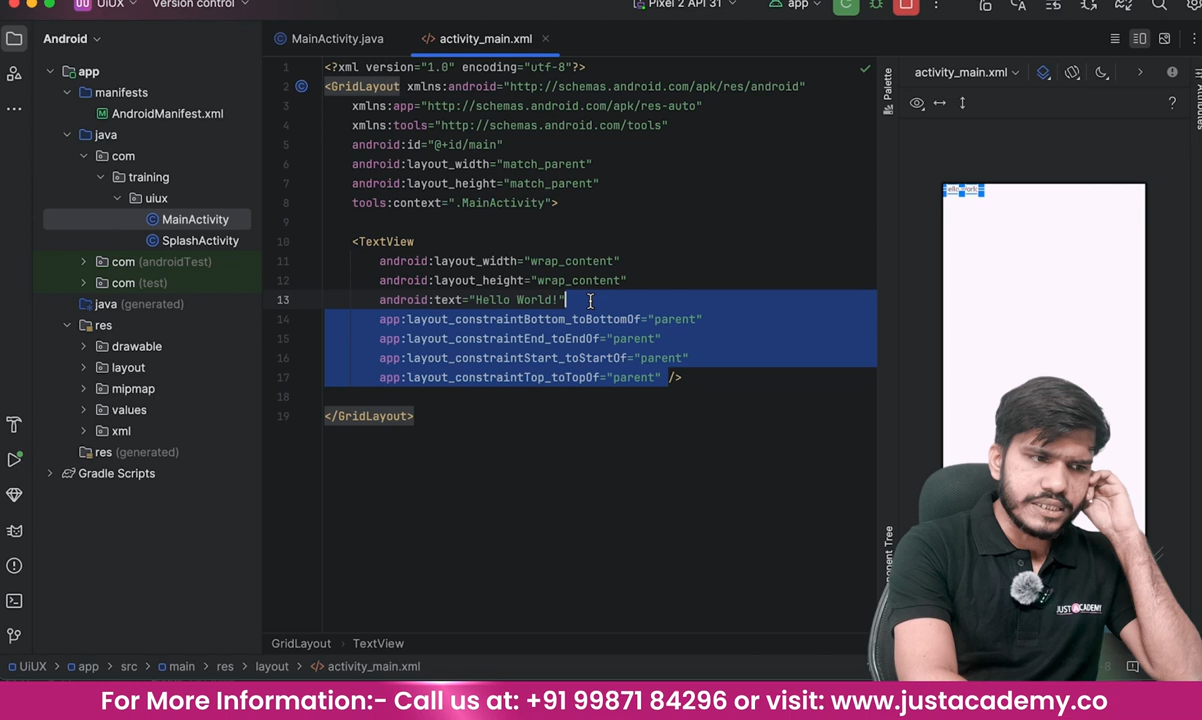 UU UiUX Version control Pixel 2 API 31 app
Android MainActivity.java activity_main.xml
app
manifests
AndroidManifest.xml
java
com
training
uiux
MainActivity
SplashActivity
com (androidTest)
com (test)
java (generated)
res
drawable
layout
mipmap
values
xml
res (generated)
Gradle Scripts
1 <?xml version="1.0" encoding="utf-8"?>
2 <GridLayout xmlns:android="http://schemas.android.com/apk/res/android"
3 xmlns:app="http://schemas.android.com/apk/res-auto"
4 xmlns:tools="http://schemas.android.com/tools"
5 android:id="@+id/main"
6 android:layout_width="match_parent"
7 android:layout_height="match_parent"
8 tools:context=".MainActivity">
9
10 <TextView
11 android:layout_width="wrap_content"
12 android:layout_height="wrap_content"
13 android:text="Hello World!"
14 app:layout_constraintBottom_toBottomOf="parent"
15 app:layout_constraintEnd_toEndOf="parent"
16 app:layout_constraintStart_toStartOf="parent"
17 app:layout_constraintTop_toTopOf="parent" />
18
19 </GridLayout>
Palette
activity_main.xml
JUSTACADEMY
GridLayout TextView
UiUX app src main res layout activity_main.xml
For More Information:- Call us at: +91 99871 84296 or visit: www.justacademy.co